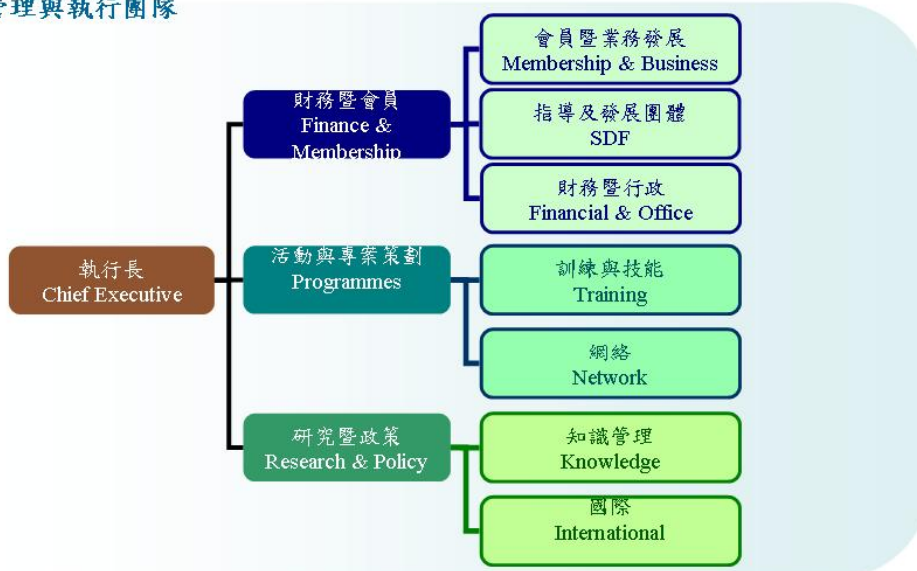 管理與執行團隊
會員暨業務發展
Membership & Business
財務暨會員
Finance &
Membership
指導及發展團體
SDF
財務暨行政
Financial & Office
執行長
Chief Executive
活動與專案策劃
Programmes
訓練與技能
Training
網絡
Network
研究暨政策
Research & Policy
知識管理
Knowledge
國際
International